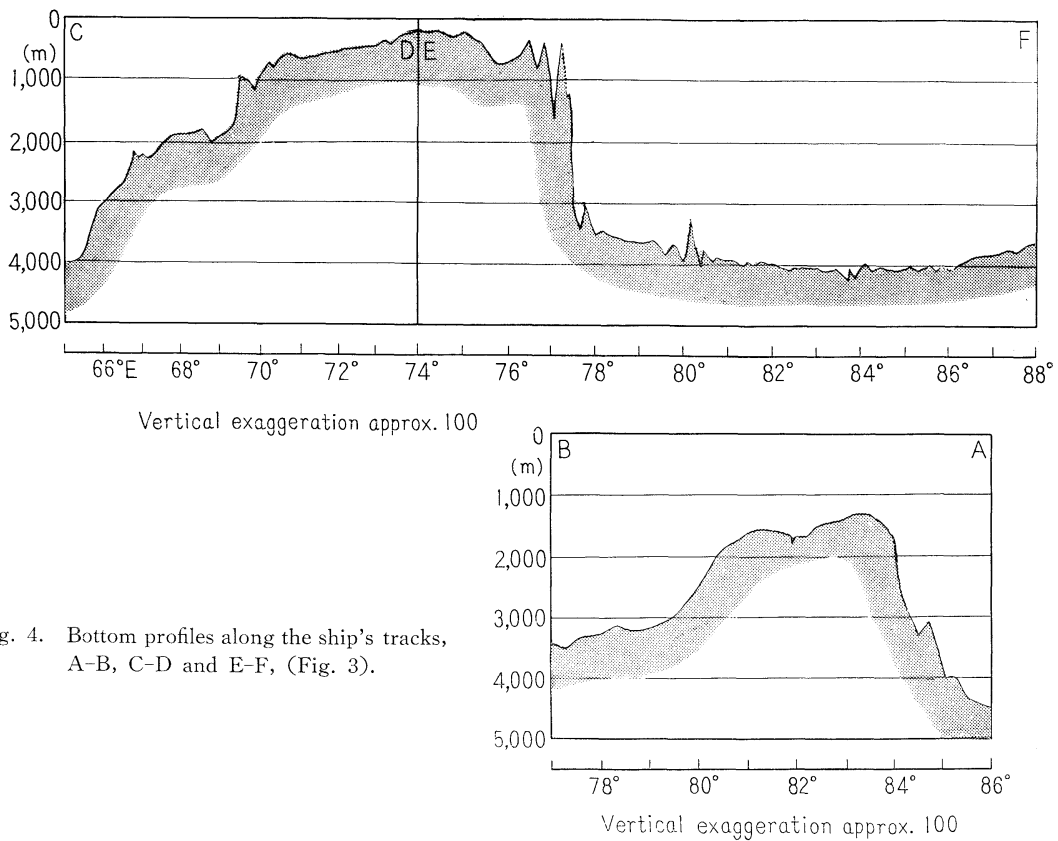 0
C
D E
F
(m)
1,000
2,000
3,000
4,000
5,000
66°E 68° 70° 72° 74° 76° 78° 80° 82° 84° 86° 88°
Vertical exaggeration approx. 100
0
B
A
(m)
1,000
2,000
3,000
4,000
5,000
78° 80° 82° 84° 86°
Vertical exaggeration approx. 100
g. 4. Bottom profiles along the ship's tracks,
A-B, C-D and E-F, (Fig. 3).